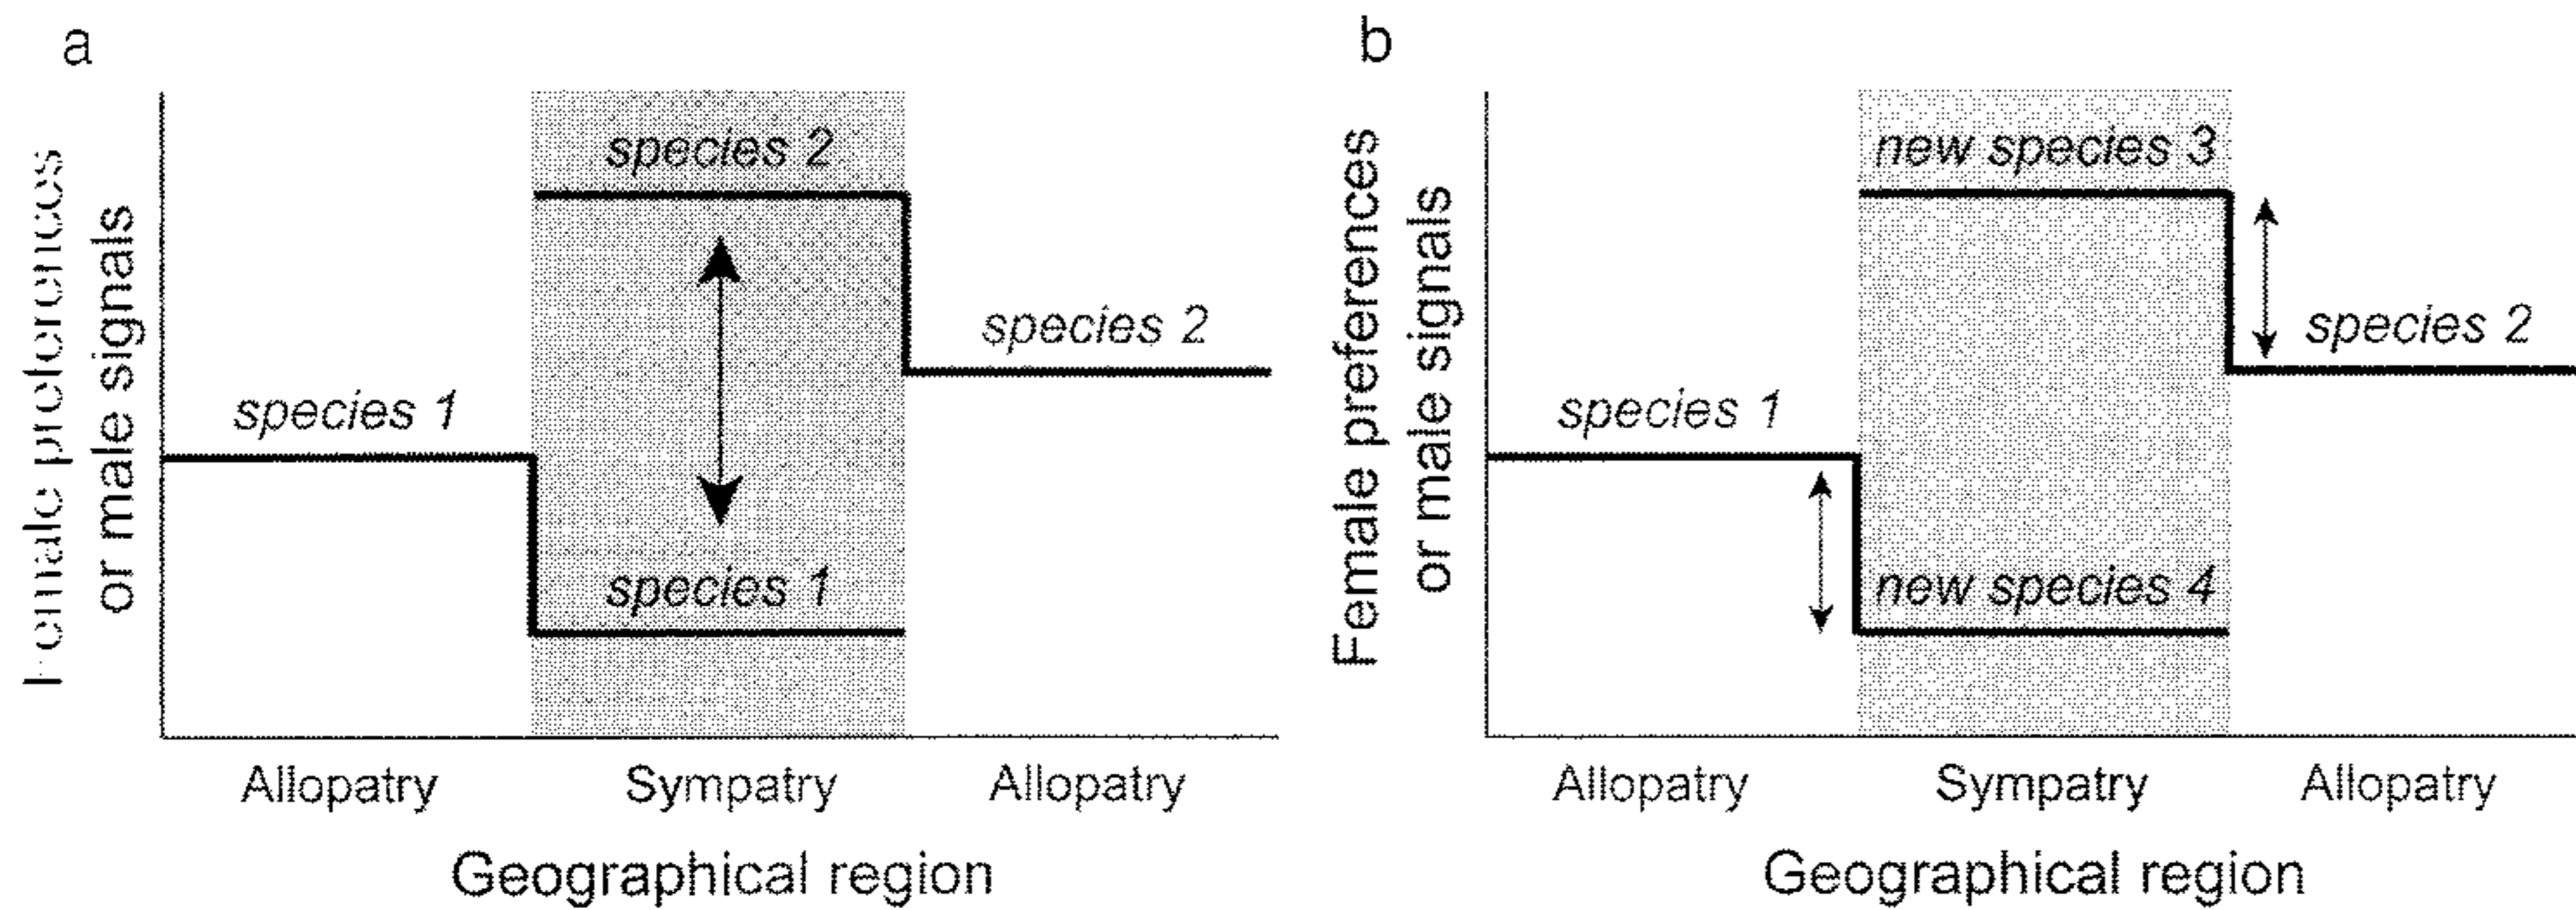 a
Female preferences
or male signals
species 2
species 2
species 1
species 1
Allopatry
Sympatry
Allopatry
Geographical region
b
Female preferences
or male signals
new species 3
species 2
species 1
new species 4
Allopatry
Sympatry
Allopatry
Geographical region